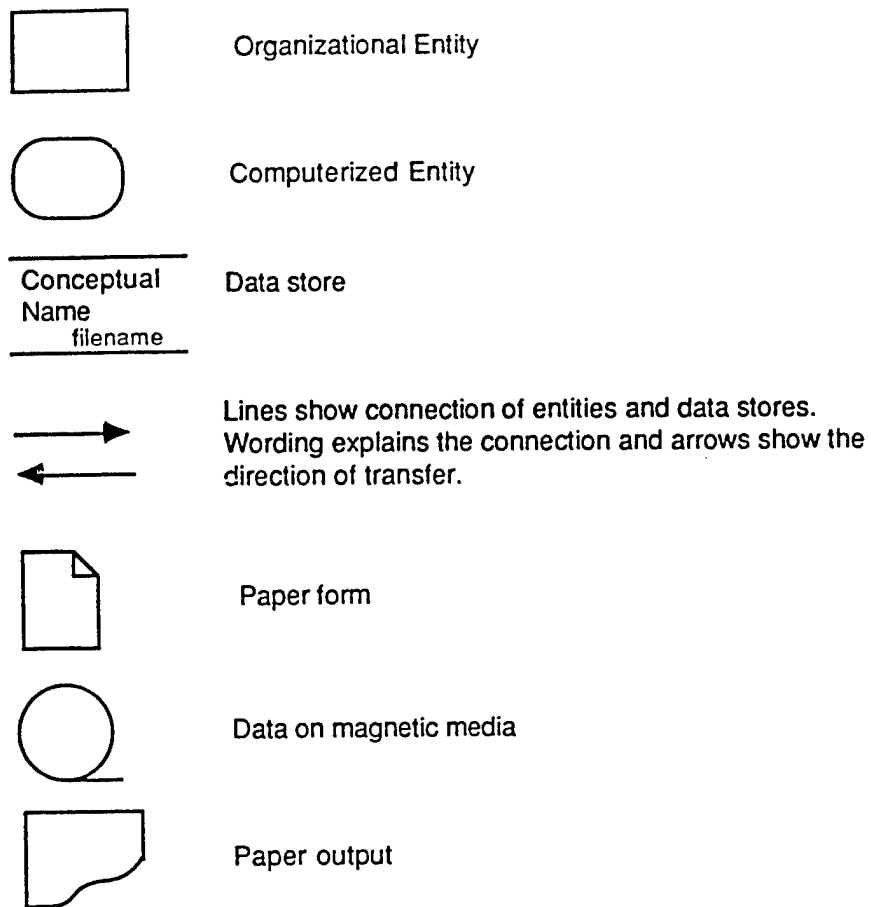 Organizational Entity
Computerized Entity
Conceptual
Name
filename
Data store
Lines show connection of entities and data stores.
Wording explains the connection and arrows show the
direction of transfer.
Paper form
Data on magnetic media
Paper output